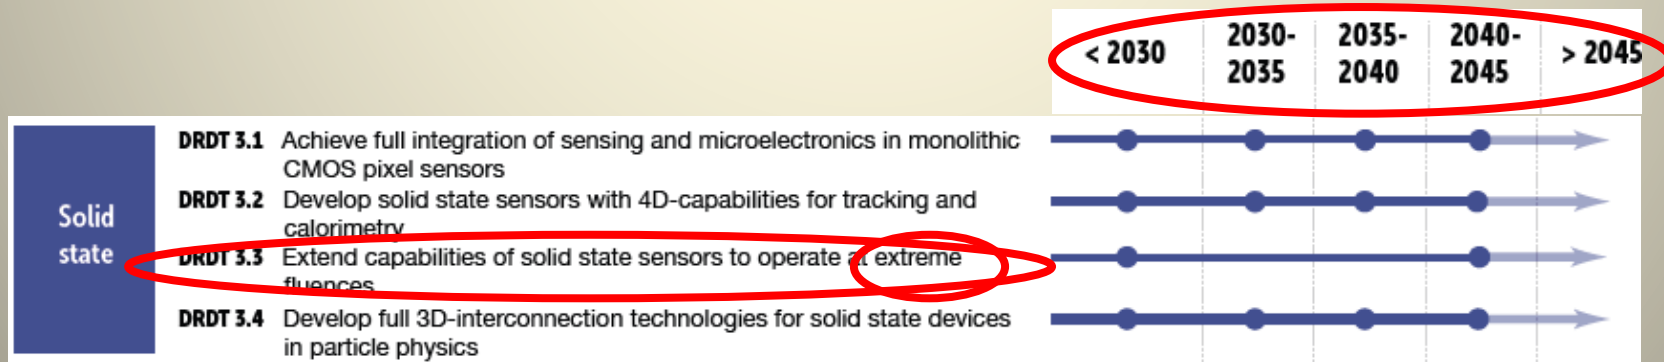 < 2030
2030-
2035
2035-
2040
2040-
2045
> 2045
Solid
state
DRDT 3.1 Achieve full integration of sensing and microelectronics in monolithic
CMOS pixel sensors
DRDT 3.2 Develop solid state sensors with 4D-capabilities for tracking and
calorimetry
DRDT 3.3 Extend capabilities of solid state sensors to operate at extreme
fluences
DRDT 3.4 Develop full 3D-interconnection technologies for solid state devices
in particle physics